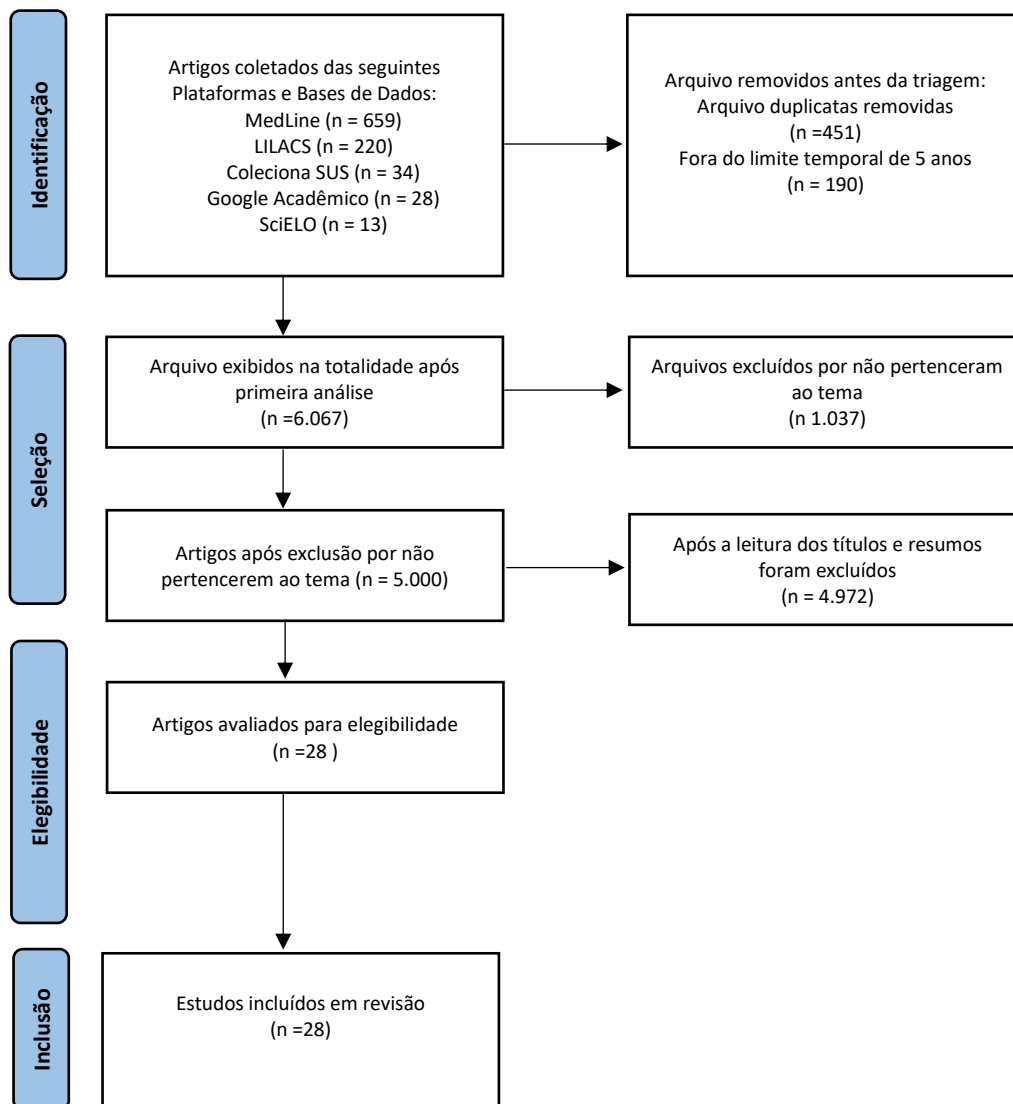 Identificação
Artigos coletados das seguintes
Plataformas e Bases de Dados:
MedLine (n = 659)
LILACS (n = 220)
Coleciona SUS (n = 34)
Google Acadêmico (n = 28)
SciELO (n = 13)
Arquivo removidos antes da triagem:
Arquivo duplicatas removidas
(n =451)
Fora do limite temporal de 5 anos
(n = 190)
Seleção
Arquivo exibidos na totalidade após
primeira análise
(n =6.067)
Arquivos excluídos por não pertenceram
ao tema
(n 1.037)
Artigos após exclusão por não
pertencerem ao tema (n = 5.000)
Após a leitura dos títulos e resumos
foram excluídos
(n = 4.972)
Elegibilidade
Artigos avaliados para elegibilidade
(n =28 )
Inclusão
Estudos incluídos em revisão
(n =28)